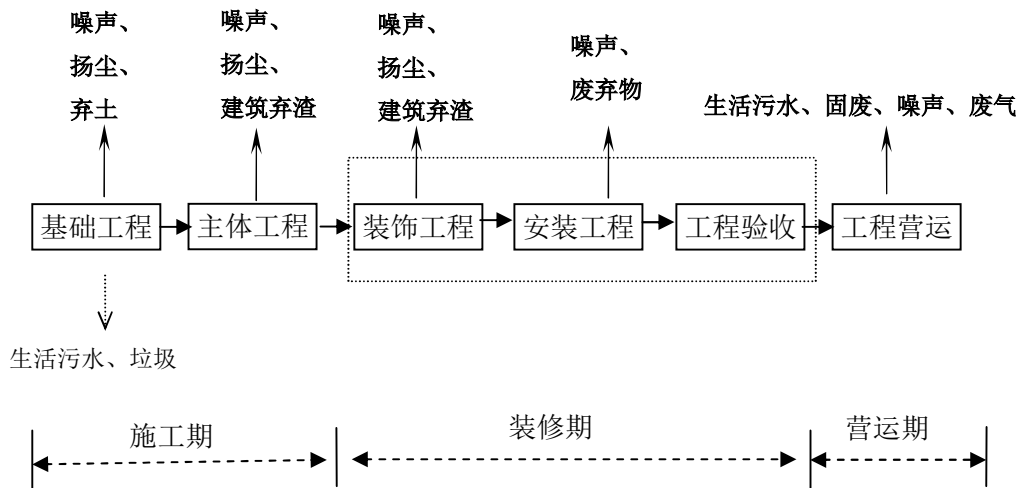 噪声、
扬尘、
弃土
噪声、
扬尘、
建筑弃渣
噪声、
扬尘、
建筑弃渣
噪声、
废弃物
生活污水、固废、噪声、废气
基础工程
主体工程
装饰工程
安装工程
工程验收
工程营运
生活污水、垃圾
施工期
装修期
营运期